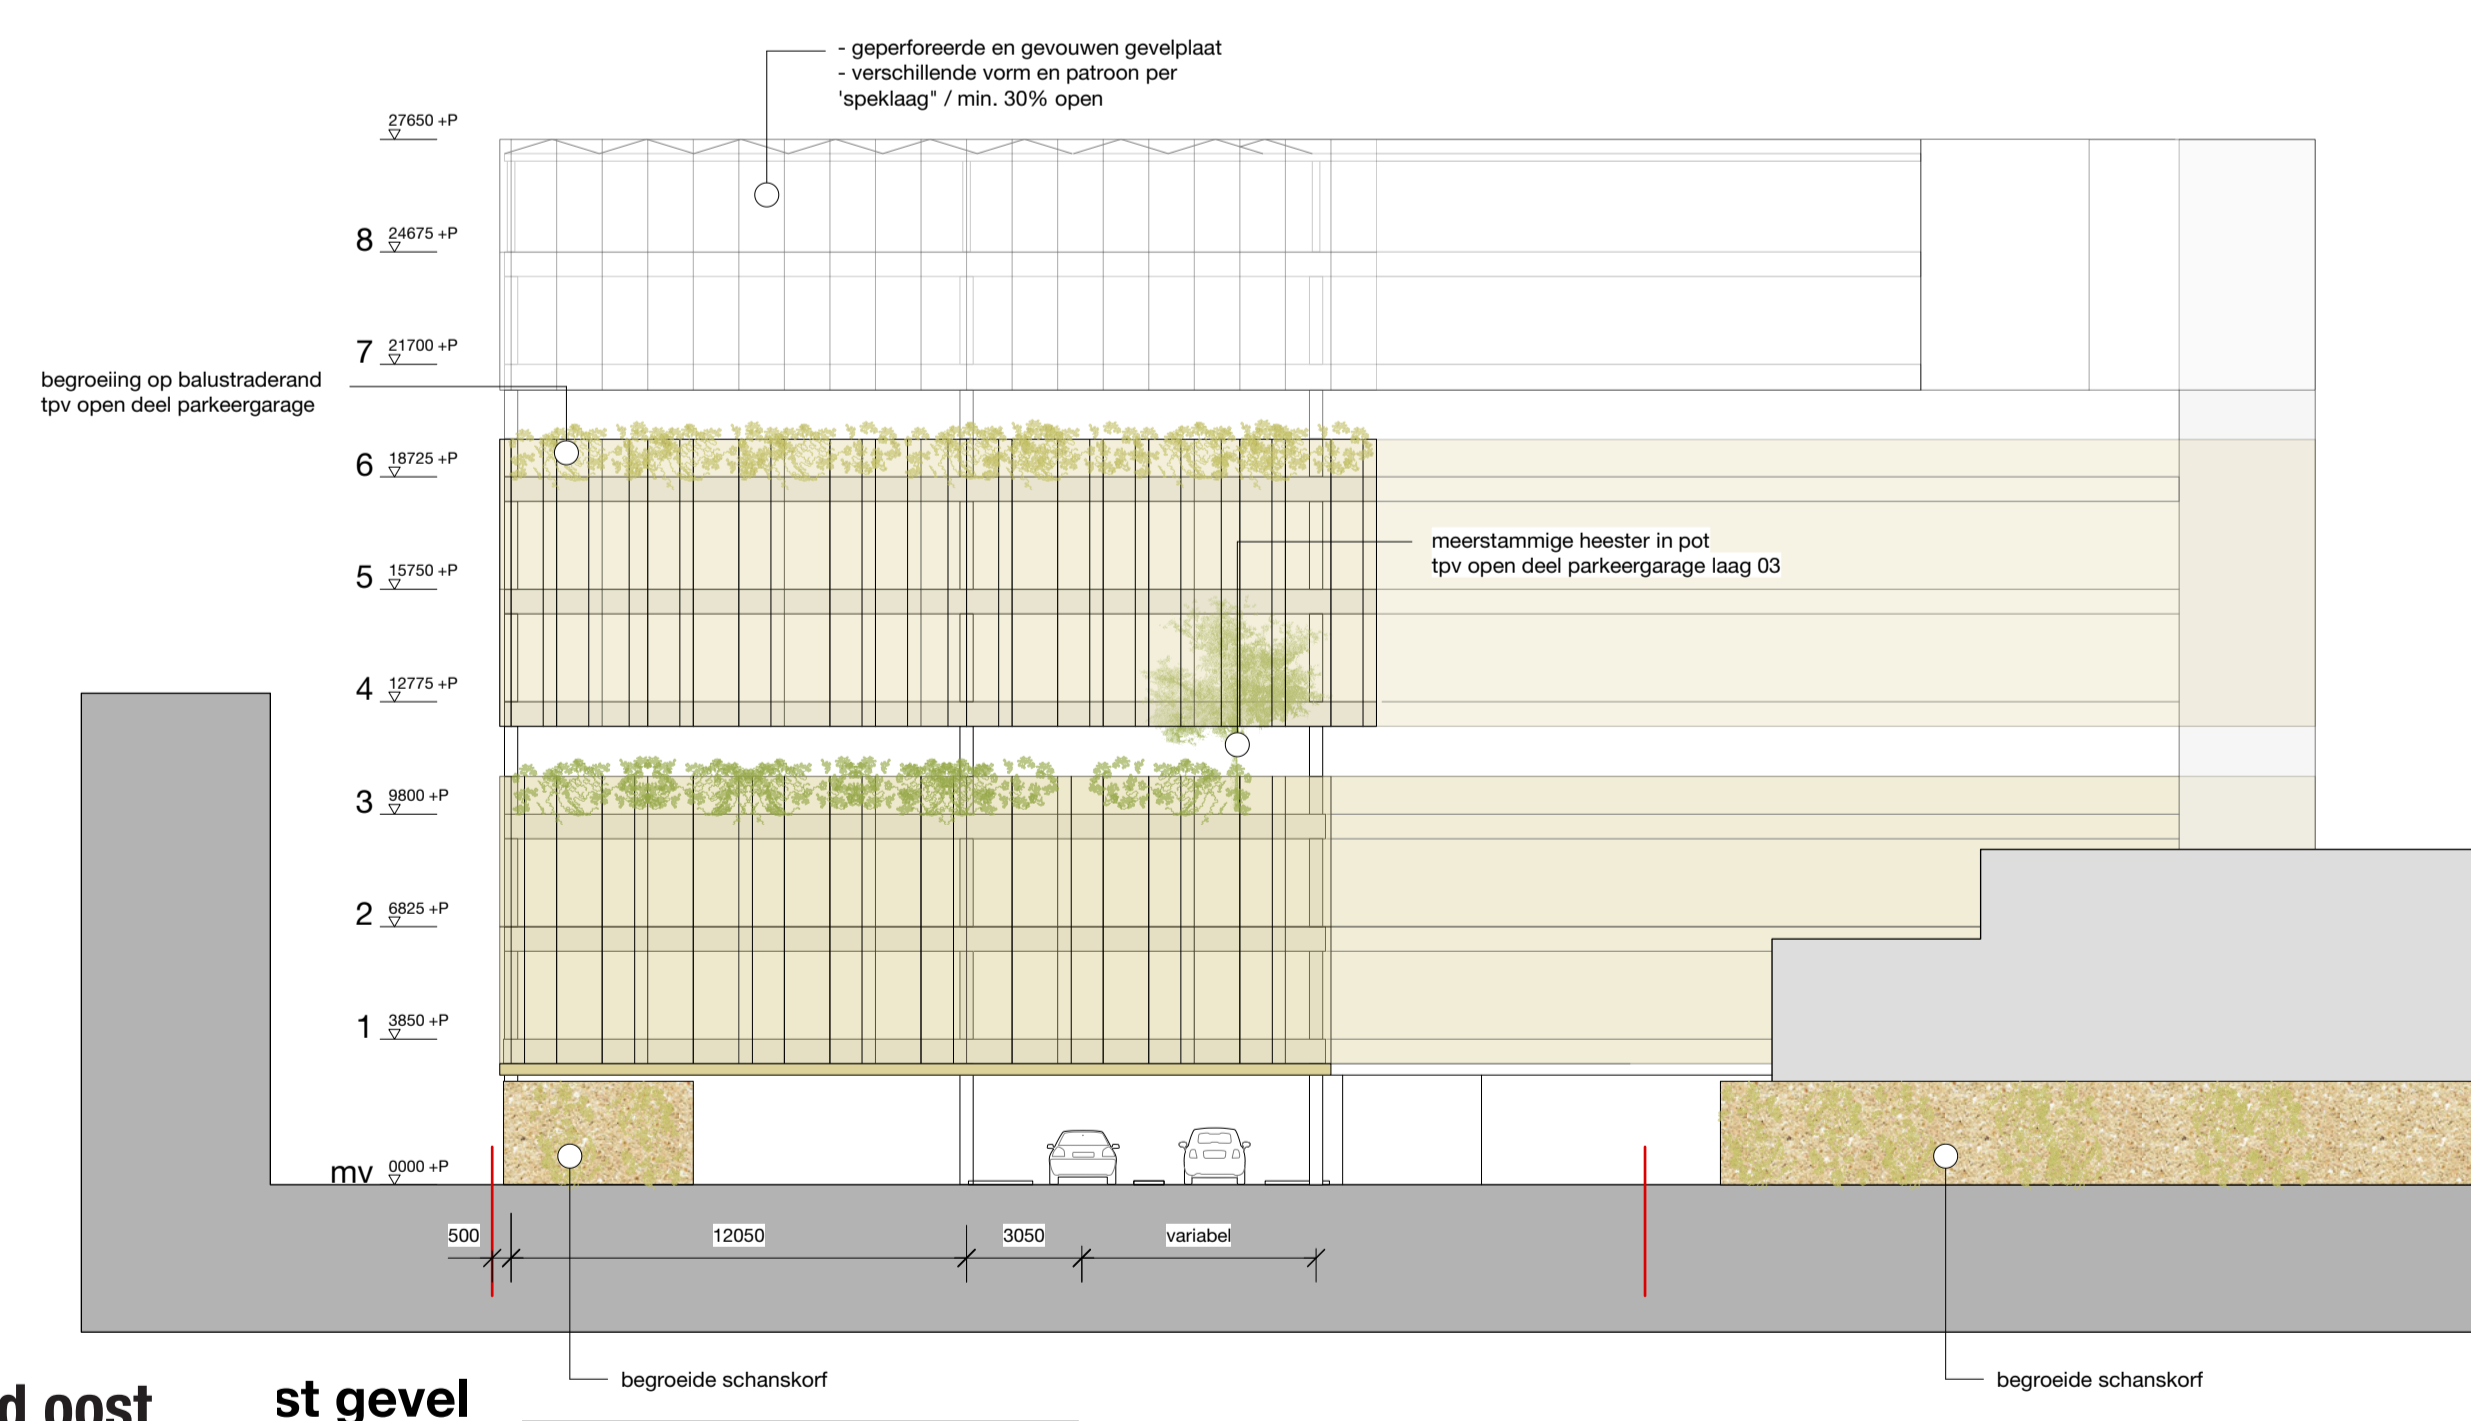 - geperforeerde en gevouwen gevelplaat
- verschillende vorm en patroon per
'speklaag" / min. 30% open
27650 +P
8 24675 +P
7 21700 +P
begroeiing op balustraderand
tpv open deel parkeergarage
6 18725 +P
meerstammige heester in pot
tpv open deel parkeergarage laag 03
5 15750 +P
4 12775 +P
3 9800 +P
2 6825 +P
1 3850 +P
mv 0000 +P
500 12050 3050 variabel
begroeide schanskorf
begroeide schanskorf
d oost
st gevel